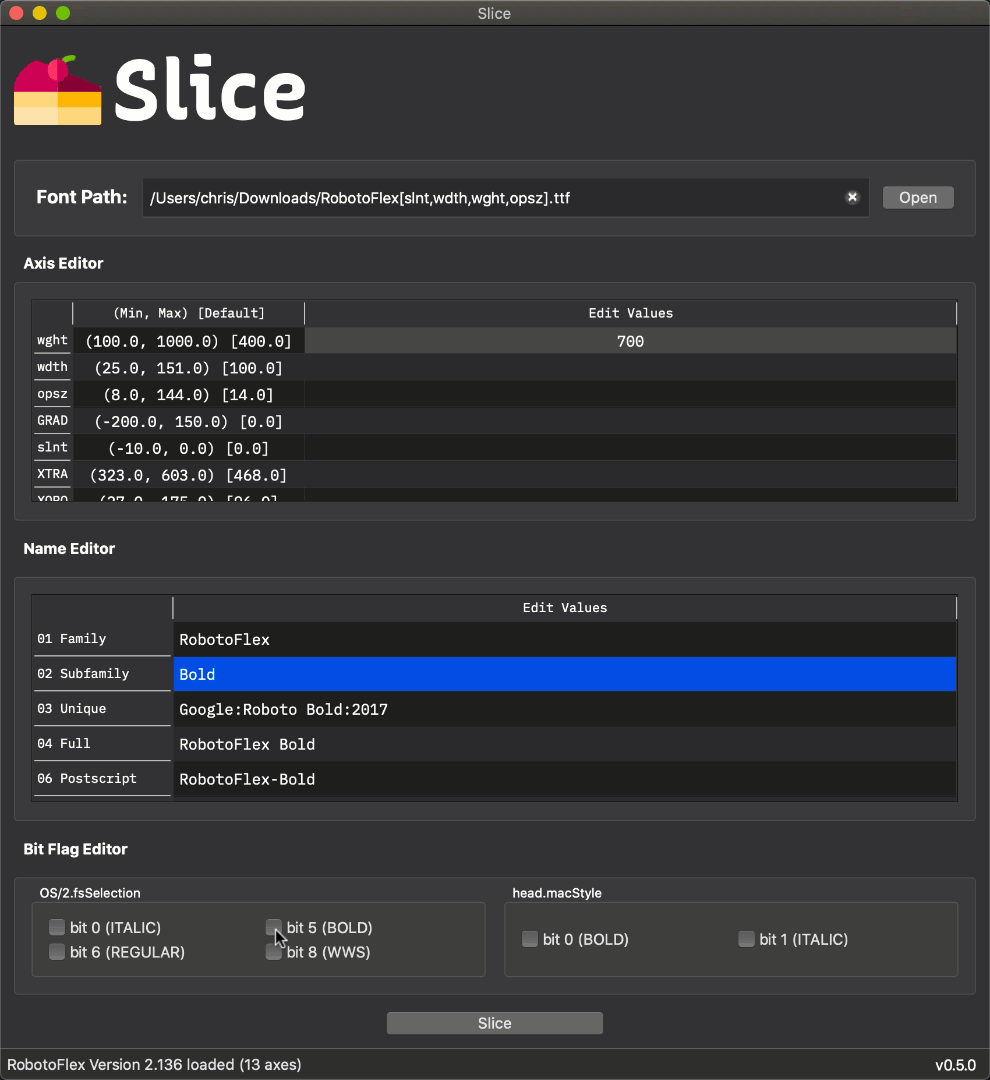 Slice
Slice
Font Path: /Users/chris/Downloads/RobotoFlex[slnt,wdth,wght,opsz].ttf Open
Axis Editor
(Min, Max) [Default] Edit Values
wght (100.0, 1000.0) [400.0] 700
wdth (25.0, 151.0) [100.0]
opsz (8.0, 144.0) [14.0]
GRAD (-200.0, 150.0) [0.0]
slnt (-10.0, 0.0) [0.0]
XTRA (323.0, 603.0) [468.0]
Name Editor
Edit Values
01 Family RobotoFlex
02 Subfamily Bold
03 Unique Google:Roboto Bold:2017
04 Full RobotoFlex Bold
06 Postscript RobotoFlex-Bold
Bit Flag Editor
OS/2.fsSelection head.macStyle
bit 0 (ITALIC) bit 5 (BOLD)
bit 6 (REGULAR) bit 8 (WWS)
bit 0 (BOLD) bit 1 (ITALIC)
Slice
RobotoFlex Version 2.136 loaded (13 axes) v0.5.0